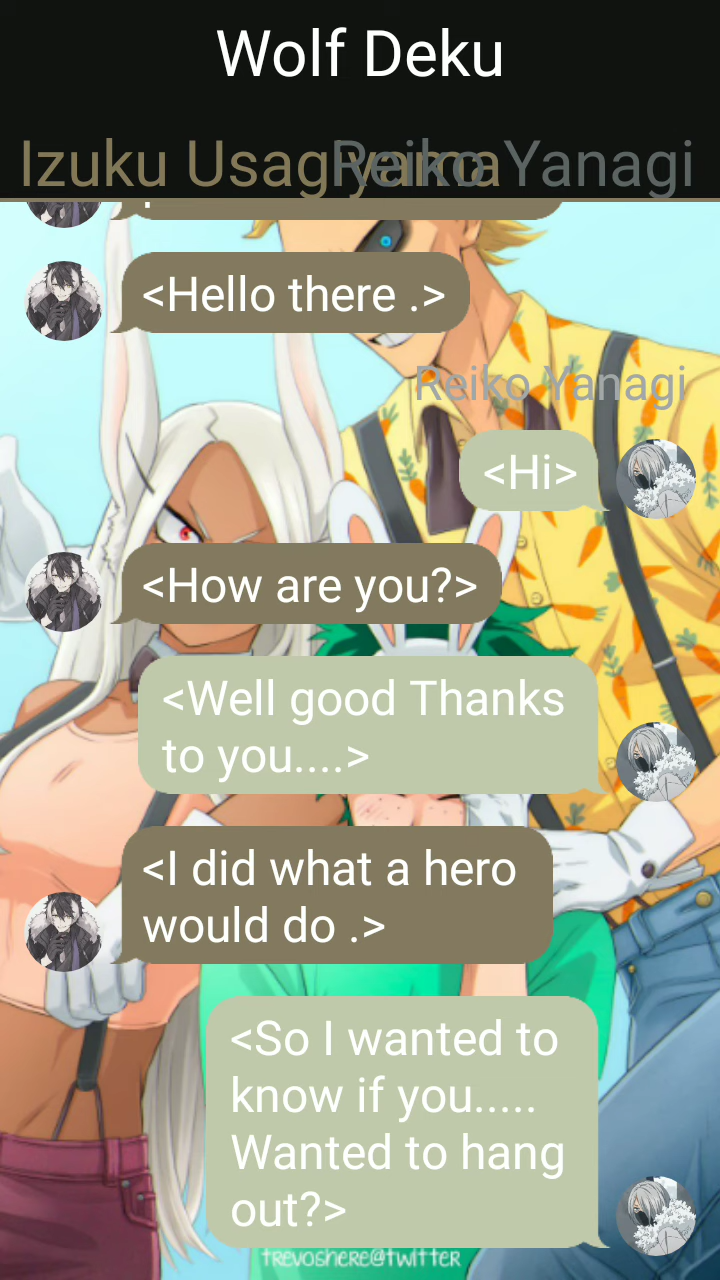 Wolf Deku
Izuku Usagiyama
Reiko Yanagi
<Hello there .>
Reiko Yanagi
<Hi>
<How are you?>
<Well good Thanks
to you....>
<I did what a hero
would do .>
<So I wanted to
know if you.....
Wanted to hang
out?>
TREVOSHERE@TWITTER